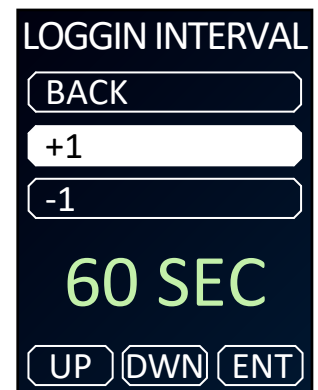 LOGGIN INTERVAL
BACK
+1
-1
60 SEC
UP DWN ENT